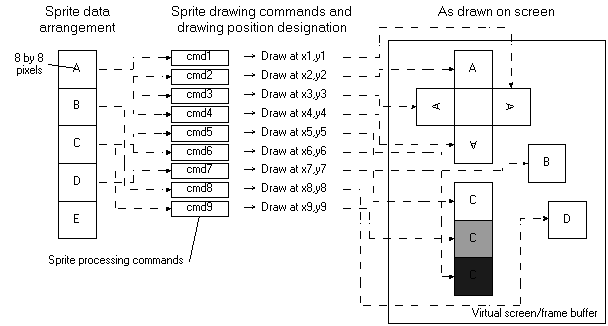 Sprite data
arrangement
Sprite drawing commands and
drawing position designation
As drawn on screen
8 by 8
pixels
A
B
C
D
E
cmd1
cmd2
cmd3
cmd4
cmd5
cmd6
cmd7
cmd8
cmd9
Draw at x1,y1
Draw at x2,y2
Draw at x3,y3
Draw at x4,y4
Draw at x5,y5
Draw at x6,y6
Draw at x7,y7
Draw at x8,y8
Draw at x9,y9
Sprite processing commands
A
A
A
A
B
C
D
C
C
Virtual screen/frame buffer